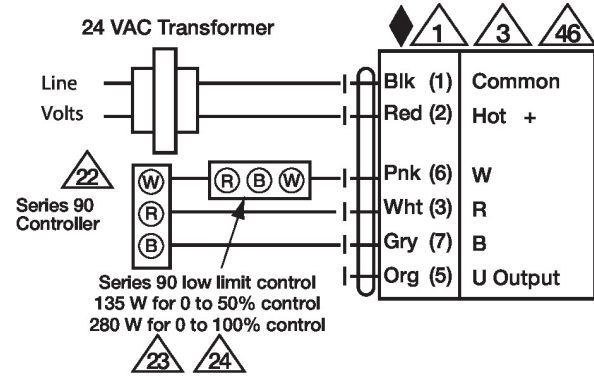 24 VAC Transformer
1 3 46
Line
Volts
Blk (1) Common
Red (2) Hot +
22
Series 90
Controller
W R B W
Pnk (6) W
R
Wht (3) R
B
Gry (7) B
Org (5) U Output
Series 90 low limit control
135 W for 0 to 50% control
280 W for 0 to 100% control
23 24